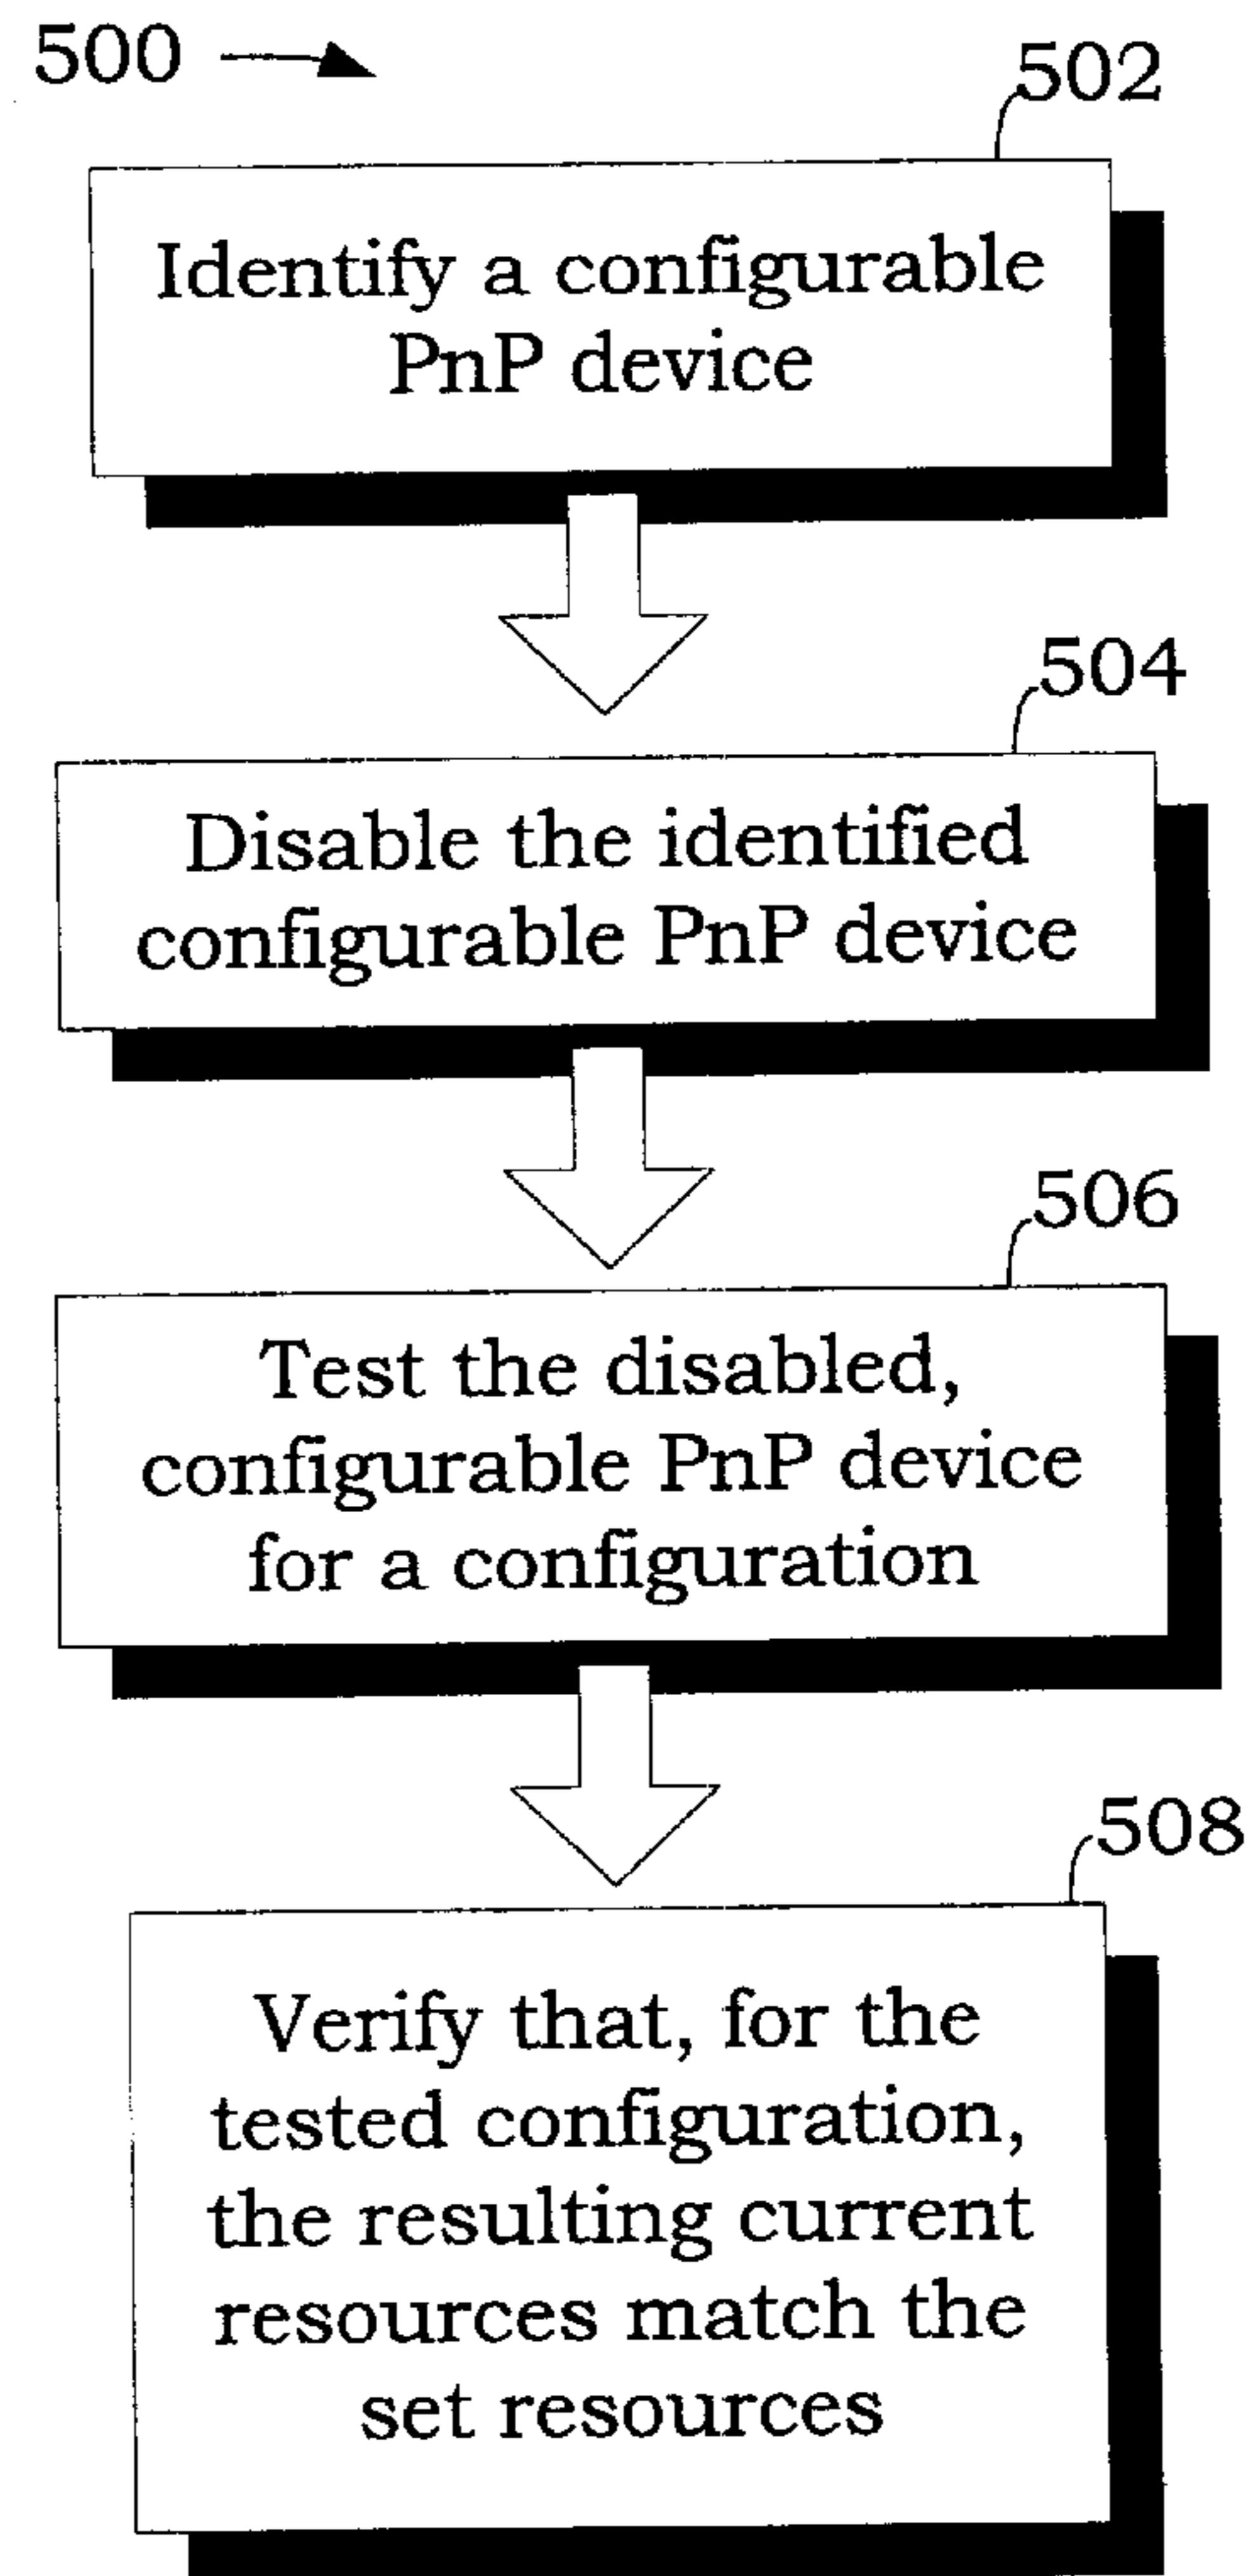 500
502
Identify a configurable
PnP device
504
Disable the identified
configurable PnP device
506
Test the disabled,
configurable PnP device
for a configuration
508
Verify that, for the
tested configuration,
the resulting current
resources match the
set resources